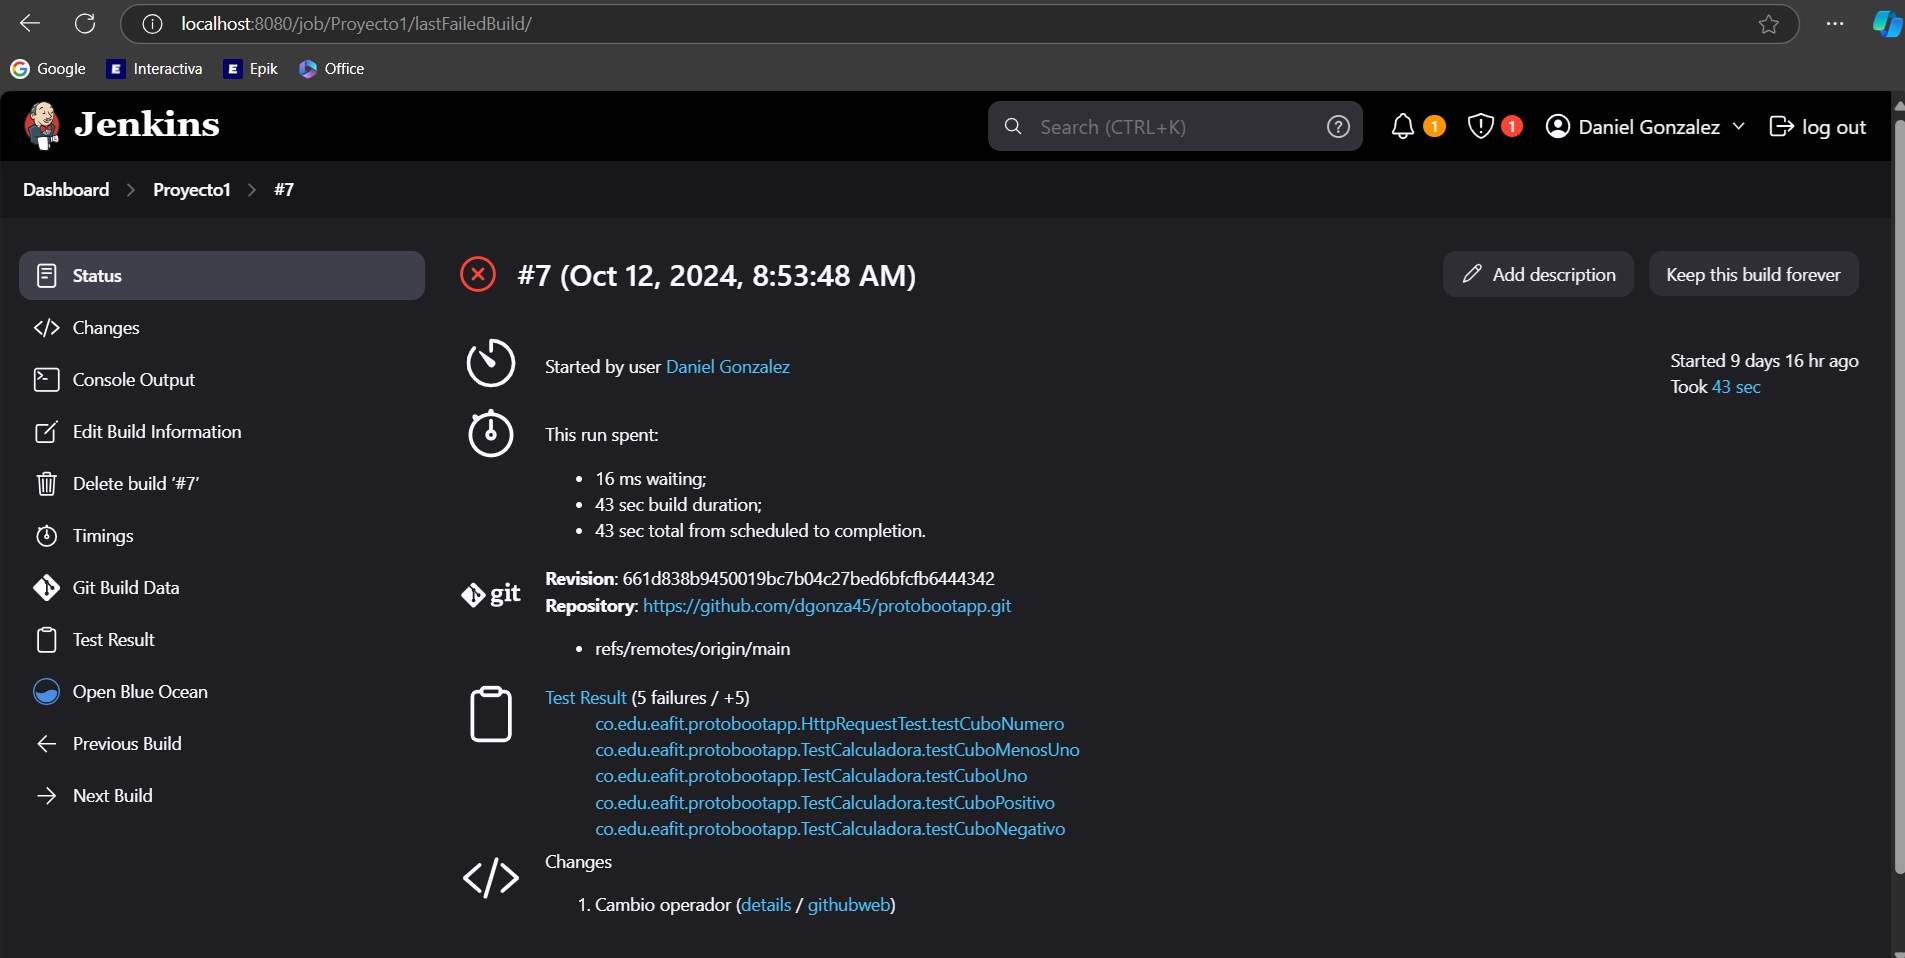 localhost:8080/job/Proyecto1/lastFailedBuild/
Google Interactiva Epik Office
Jenkins
Search (CTRL+K)
1
1
Daniel Gonzalez
log out
Dashboard > Proyecto1 > #7
Status
Changes
Console Output
Edit Build Information
Delete build ‘#7’
Timings
Git Build Data
Test Result
Open Blue Ocean
Previous Build
Next Build
#7 (Oct 12, 2024, 8:53:48 AM)
Add description
Keep this build forever
Started by user Daniel Gonzalez
Started 9 days 16 hr ago
Took 43 sec
This run spent:
• 16 ms waiting;
• 43 sec build duration;
• 43 sec total from scheduled to completion.
git
Revision: 661d838b9450019bc7b04c27bed6bfcfb6444342
Repository: https://github.com/dgonza45/protobootapp.git
• refs/remotes/origin/main
Test Result (5 failures / +5)
co.edu.eafit.protobootapp.HttpRequestTest.testCuboNumero
co.edu.eafit.protobootapp.TestCalculadora.testCuboMenosUno
co.edu.eafit.protobootapp.TestCalculadora.testCuboUno
co.edu.eafit.protobootapp.TestCalculadora.testCuboPositivo
co.edu.eafit.protobootapp.TestCalculadora.testCuboNegativo
Changes
1. Cambio operador (details / githubweb)